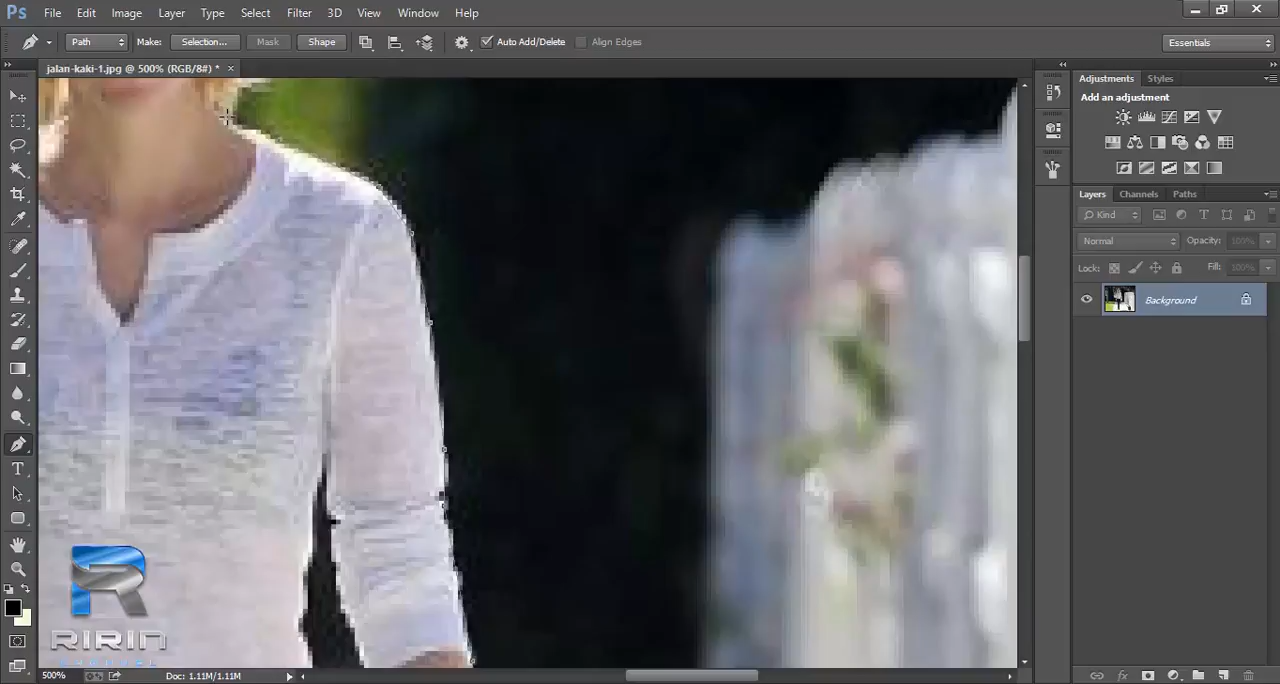 Ps File Edit Image Layer Type Select Filter 3D View Window Help
Path Make: Selection... Mask Shape Auto Add/Delete Align Edges Essentials
jalan-kaki-1.jpg @ 500% (RGB/8#) *
Adjustments Styles
Add an adjustment
Layers Channels Paths
Kind
Normal Opacity: 100%
Lock: Fill: 100%
Background
R
RIRIN
500% Doc: 1.11M/1.11M